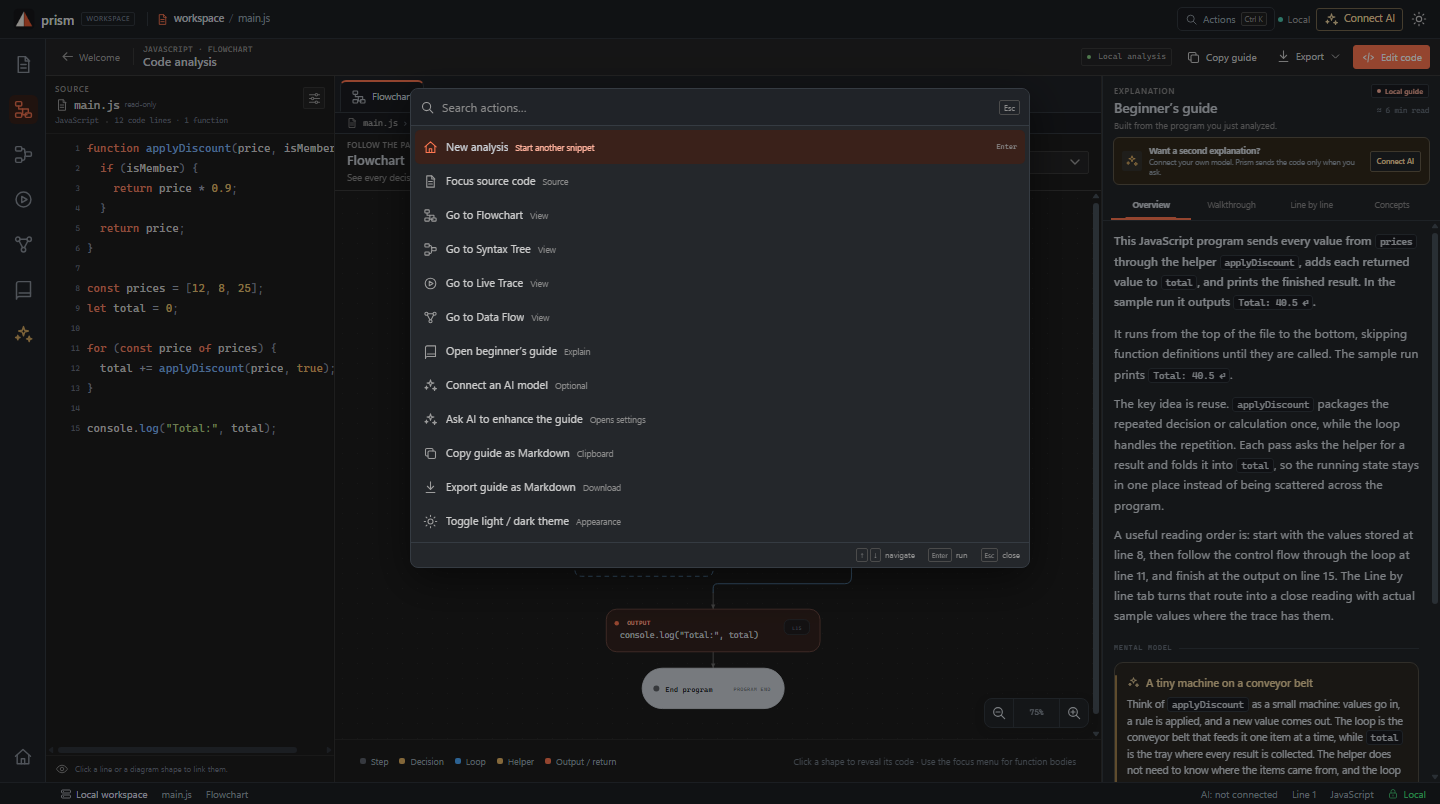 prism WORKSPACE workspace / main.js Actions Ctrl K Local Connect AI
Welcome JAVASCRIPT · FLOWCHART
Code analysis
Local analysis Copy guide Export Edit code
SOURCE
main.js read-only
JavaScript . 12 code lines · 1 function
1 function applyDiscount(price, isMember
2 if (isMember) {
3 return price * 0.9;
4 }
5 return price;
6 }
7
8 const prices = [12, 8, 25];
9 let total = 0;
10
11 for (const price of prices) {
12 total += applyDiscount(price, true);
13 }
14
15 console.log("Total:", total);
Click a line or a diagram shape to link them.
Flowchar
main.js ›
FOLLOW THE PA
Flowchart
See every decis
Search actions... Esc
New analysis Start another snippet Enter
Focus source code Source
Go to Flowchart View
Go to Syntax Tree View
Go to Live Trace View
Go to Data Flow View
Open beginner's guide Explain
Connect an AI model Optional
Ask AI to enhance the guide Opens settings
Copy guide as Markdown Clipboard
Export guide as Markdown Download
Toggle light / dark theme Appearance
↑ ↓ navigate Enter run Esc close
OUTPUT
console.log("Total:", total) L15
End program PROGRAM END
75%
Step Decision Loop Helper Output / return
Click a shape to reveal its code · Use the focus menu for function bodies
EXPLANATION Local guide
Beginner's guide ≡ 6 min read
Built from the program you just analyzed.
Want a second explanation?
Connect your own model. Prism sends the code only when you
ask.
Connect AI
Overview Walkthrough Line by line Concepts
This JavaScript program sends every value from prices
through the helper applyDiscount, adds each returned
value to total, and prints the finished result. In the
sample run it outputs Total: 40.5 ⏎.
It runs from the top of the file to the bottom, skipping
function definitions until they are called. The sample run
prints Total: 40.5 ⏎.
The key idea is reuse. applyDiscount packages the
repeated decision or calculation once, while the loop
handles the repetition. Each pass asks the helper for a
result and folds it into total, so the running state stays
in one place instead of being scattered across the
program.
A useful reading order is: start with the values stored at
line 8, then follow the control flow through the loop at
line 11, and finish at the output on line 15. The Line by
line tab turns that route into a close reading with actual
sample values where the trace has them.
MENTAL MODEL
A tiny machine on a conveyor belt
Think of applyDiscount as a small machine: values go in,
a rule is applied, and a new value comes out. The loop is the
conveyor belt that feeds it one item at a time, while total
is the tray where every result is collected. The helper does
not need to know where the items came from, and the loop
Local workspace main.js Flowchart AI: not connected Line 1 JavaScript Local